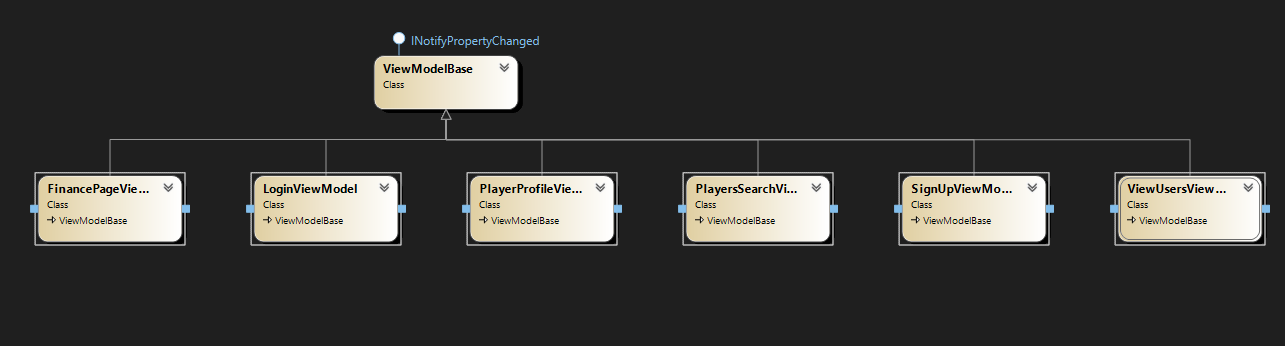 INotifyPropertyChanged
ViewModelBase
Class
FinancePageVie...
Class
ViewModelBase
LoginViewModel
Class
ViewModelBase
PlayerProfileVie...
Class
ViewModelBase
PlayersSearchVi...
Class
ViewModelBase
SignUpViewMo...
Class
ViewModelBase
ViewUsersView...
Class
ViewModelBase